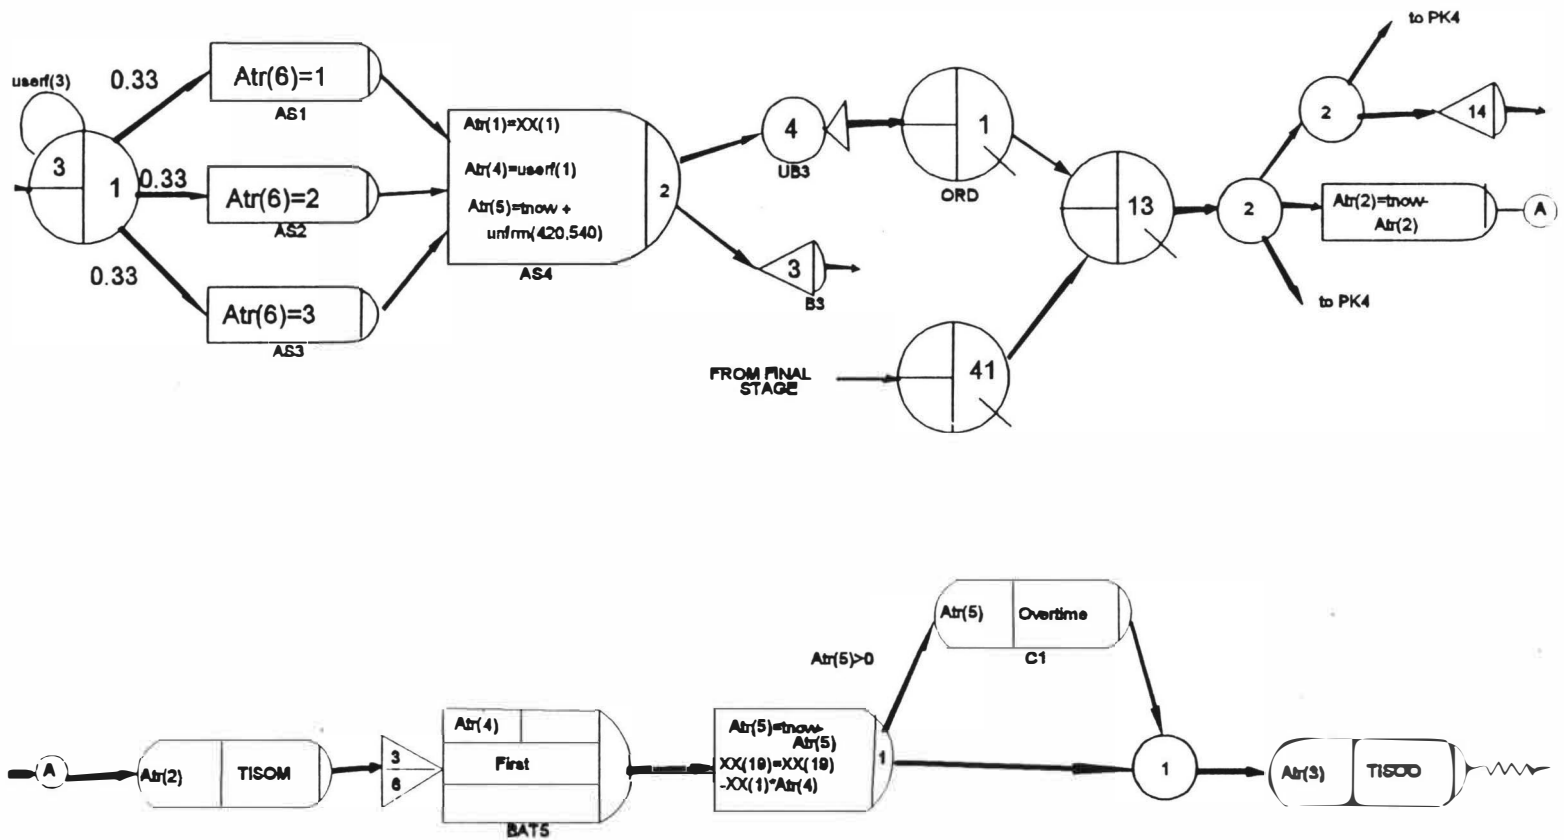 to PK4
userf(3)
0.33
Atr(6)=1
AS1
3
1
0.33
Atr(6)=2
AS2
0.33
Atr(6)=3
AS3
Atr(1)=XX(1)
Atr(4)=userf(1)
Atr(5)=tnow +
unfrm(420,540)
2
AS4
4
UB3
3
B3
1
ORD
13
FROM FINAL
STAGE
41
2
2
14
Atr(2)=tnow-
Atr(2)
A
to PK4
A
Atr(2)
TISOM
3
6
Atr(4)
First
BAT5
Atr(5)=tnow-
Atr(5)
XX(19)=XX(19)
-XX(1)*Atr(4)
1
Atr(5)>0
Atr(5)
Overtime
C1
1
Atr(3)
TISOO